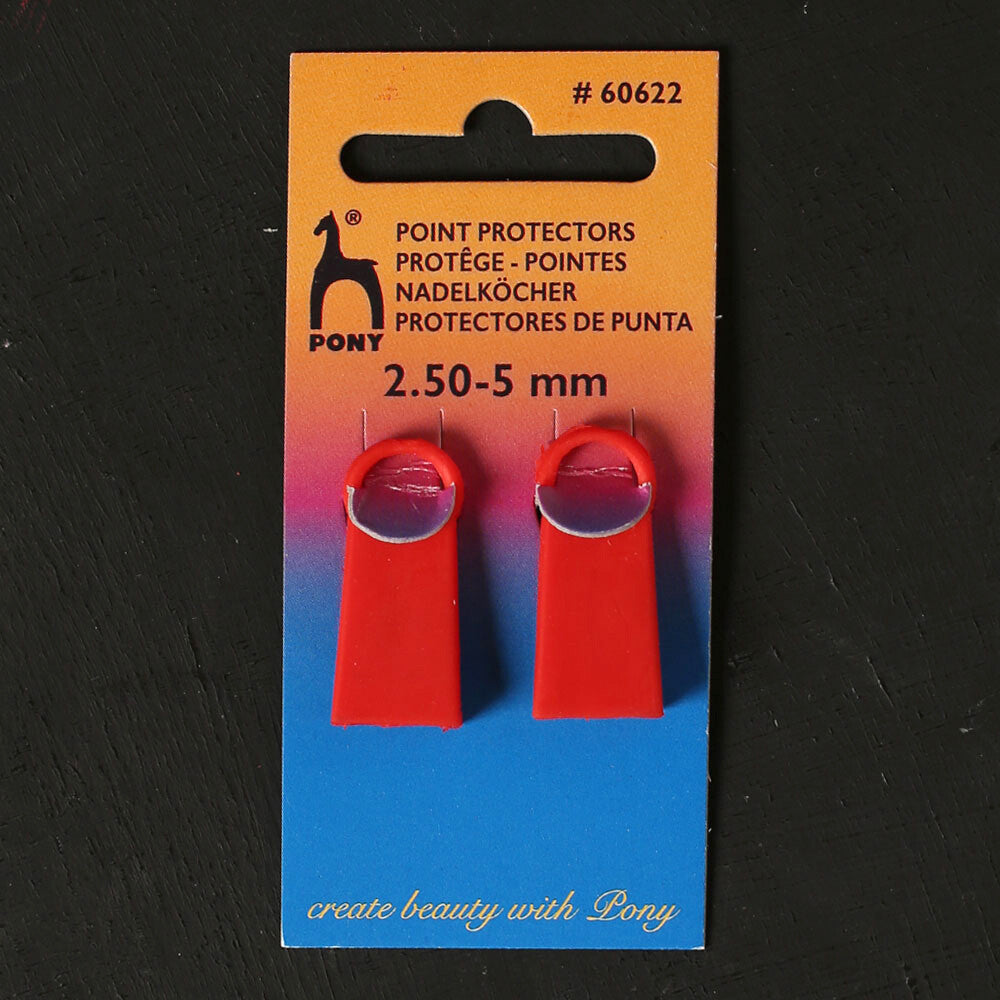 # 60622
®
PONY
POINT PROTECTORS
PROTÊGE - POINTES
NADELKÖCHER
PROTECTORES DE PUNTA
2.50-5 mm
create beauty with Pony